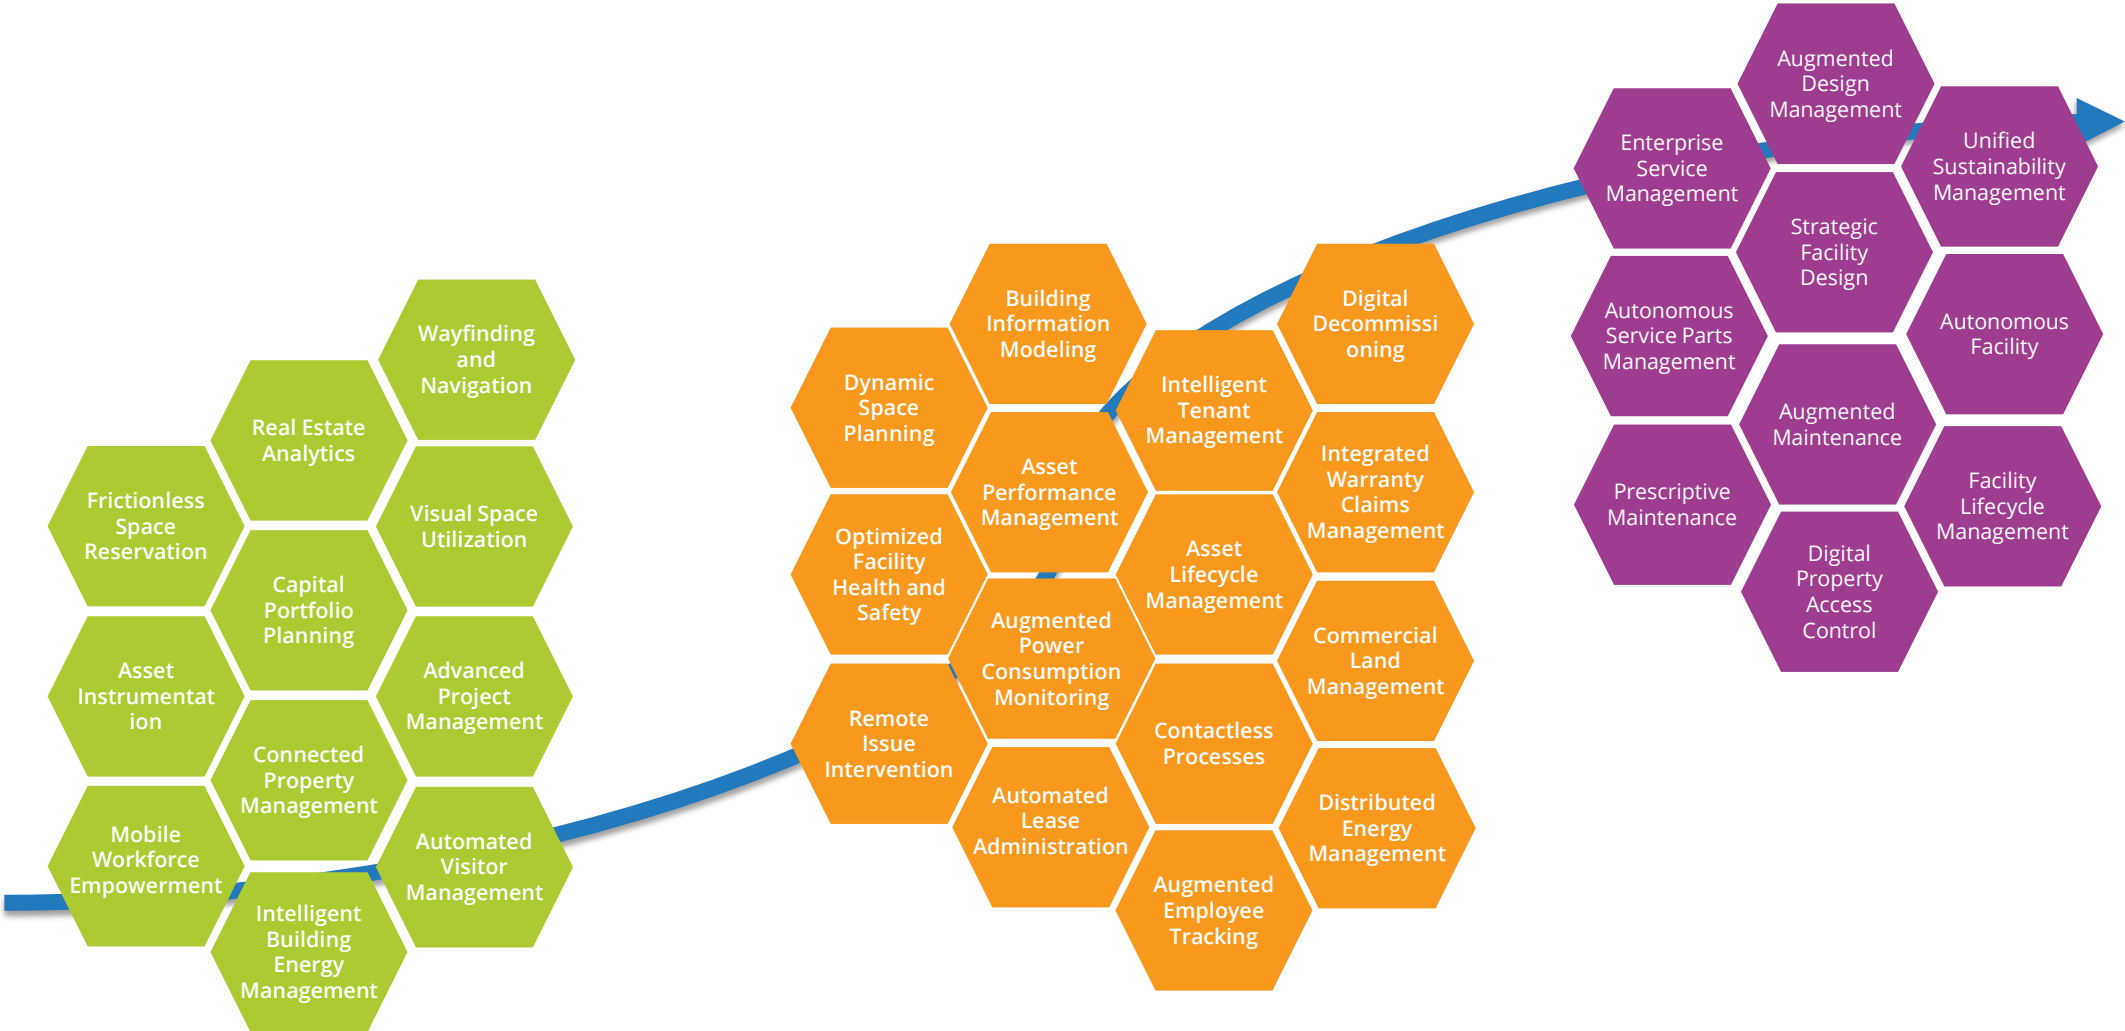 Wayfinding
and
Navigation
Real Estate
Analytics
Frictionless
Space
Reservation
Visual Space
Utilization
Capital
Portfolio
Planning
Asset
Instrumentat
ion
Advanced
Project
Management
Connected
Property
Management
Mobile
Workforce
Empowerment
Automated
Visitor
Management
Intelligent
Building
Energy
Management
Building
Information
Modeling
Digital
Decommissi
oning
Dynamic
Space
Planning
Intelligent
Tenant
Management
Asset
Performance
Management
Integrated
Warranty
Claims
Management
Optimized
Facility
Health and
Safety
Asset
Lifecycle
Management
Augmented
Power
Consumption
Monitoring
Commercial
Land
Management
Remote
Issue
Intervention
Contactless
Processes
Automated
Lease
Administration
Distributed
Energy
Management
Augmented
Employee
Tracking
Augmented
Design
Management
Enterprise
Service
Management
Unified
Sustainability
Management
Strategic
Facility
Design
Autonomous
Service Parts
Management
Autonomous
Facility
Augmented
Maintenance
Prescriptive
Maintenance
Facility
Lifecycle
Management
Digital
Property
Access
Control